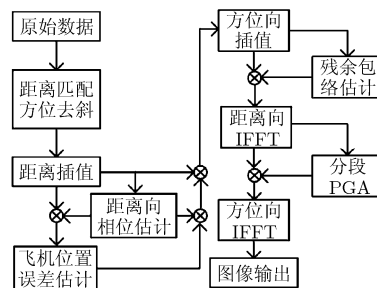 原始数据
距离匹配
方位去斜
距离插值
距离向
相位估计
飞机位置
误差估计
方位向
插值
残余包
络估计
距离向
IFFT
分段
PGA
方位向
IFFT
图像输出